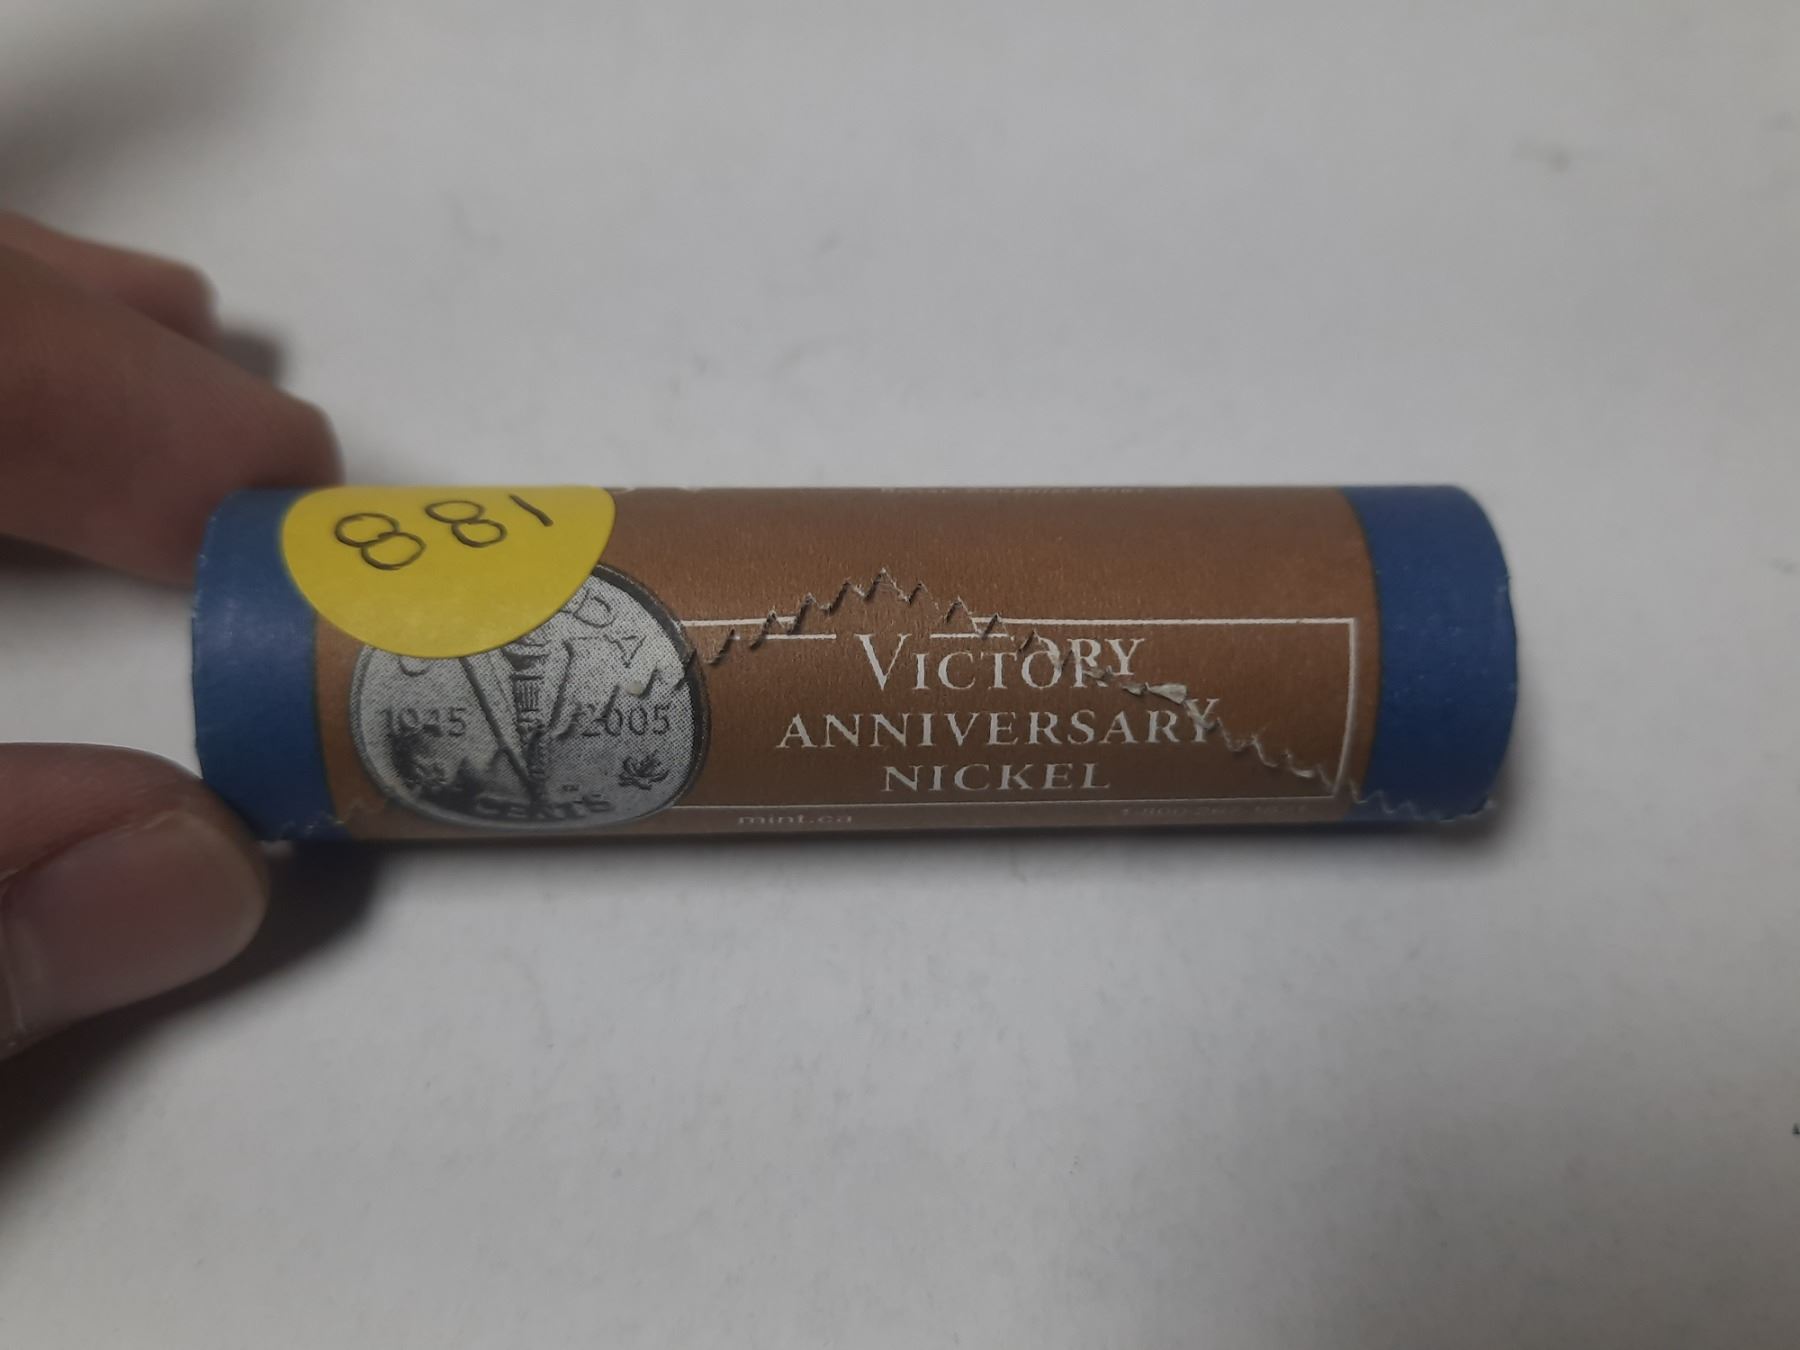 188
VICTORY
ANNIVERSARY
NICKEL
1945 2005
CENTS
mint.ca